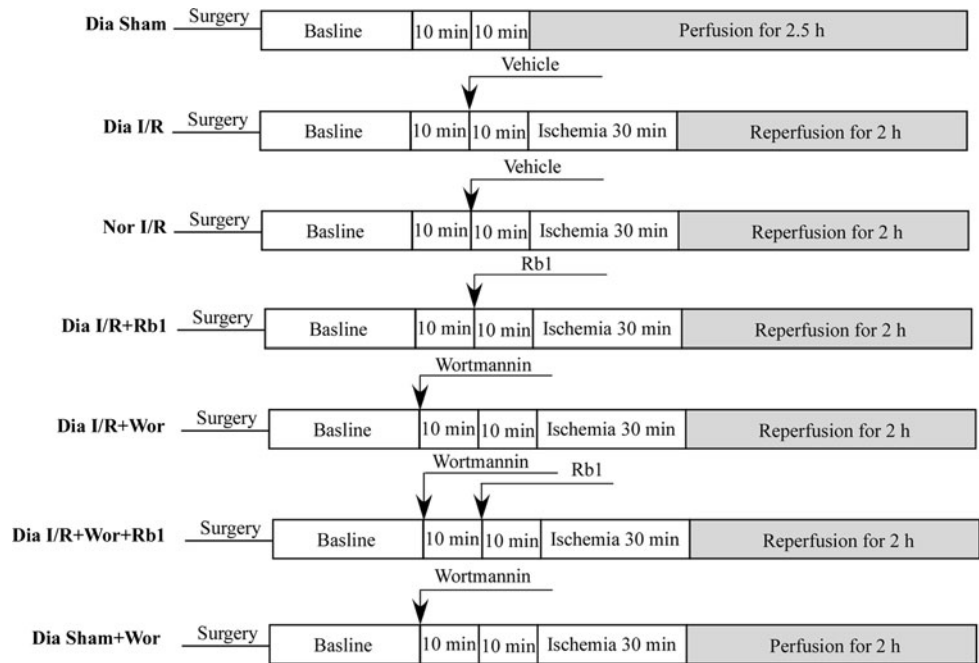 Dia Sham Surgery Basline 10 min 10 min Perfusion for 2.5 h
Vehicle
Dia I/R Surgery Basline 10 min 10 min Ischemia 30 min Reperfusion for 2 h
Vehicle
Nor I/R Surgery Basline 10 min 10 min Ischemia 30 min Reperfusion for 2 h
Rb1
Dia I/R+Rb1 Surgery Basline 10 min 10 min Ischemia 30 min Reperfusion for 2 h
Wortmannin
Dia I/R+Wor Surgery Basline 10 min 10 min Ischemia 30 min Reperfusion for 2 h
Wortmannin Rb1
Dia I/R+Wor+Rb1 Surgery Basline 10 min 10 min Ischemia 30 min Reperfusion for 2 h
Wortmannin
Dia Sham+Wor Surgery Basline 10 min 10 min Ischemia 30 min Perfusion for 2 h